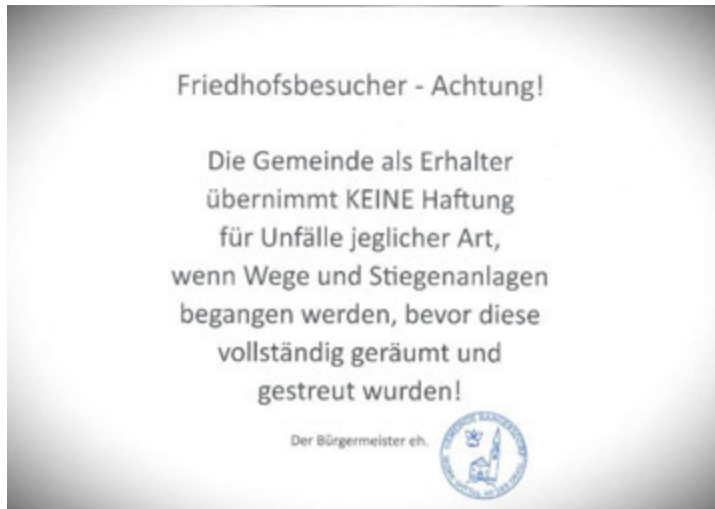 Friedhofsbesucher - Achtung!
Die Gemeinde als Erhalter
übernimmt KEINE Haftung
für Unfälle jeglicher Art,
wenn Wege und Stiegenanlagen
begangen werden, bevor diese
vollständig geräumt und
gestreut wurden!
Der Bürgermeister eh.
GEMEINDE